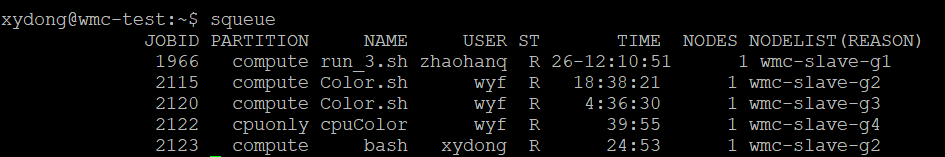 xydong@wmc-test:~$ squeue
JOBID PARTITION NAME USER ST TIME NODES NODELIST(REASON)
1966 compute run_3.sh zhaohanq R 26-12:10:51 1 wmc-slave-g1
2115 compute Color.sh wyf R 18:38:21 1 wmc-slave-g2
2120 compute Color.sh wyf R 4:36:30 1 wmc-slave-g3
2122 cpuonly cpuColor wyf R 39:55 1 wmc-slave-g4
2123 compute bash xydong R 24:53 1 wmc-slave-g2